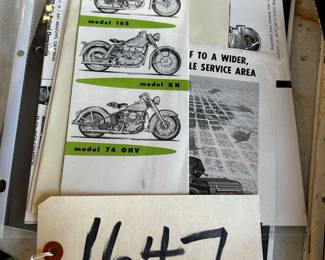 model 165
model KH
model 74 OHV
F TO A WIDER,
LE SERVICE AREA
1647